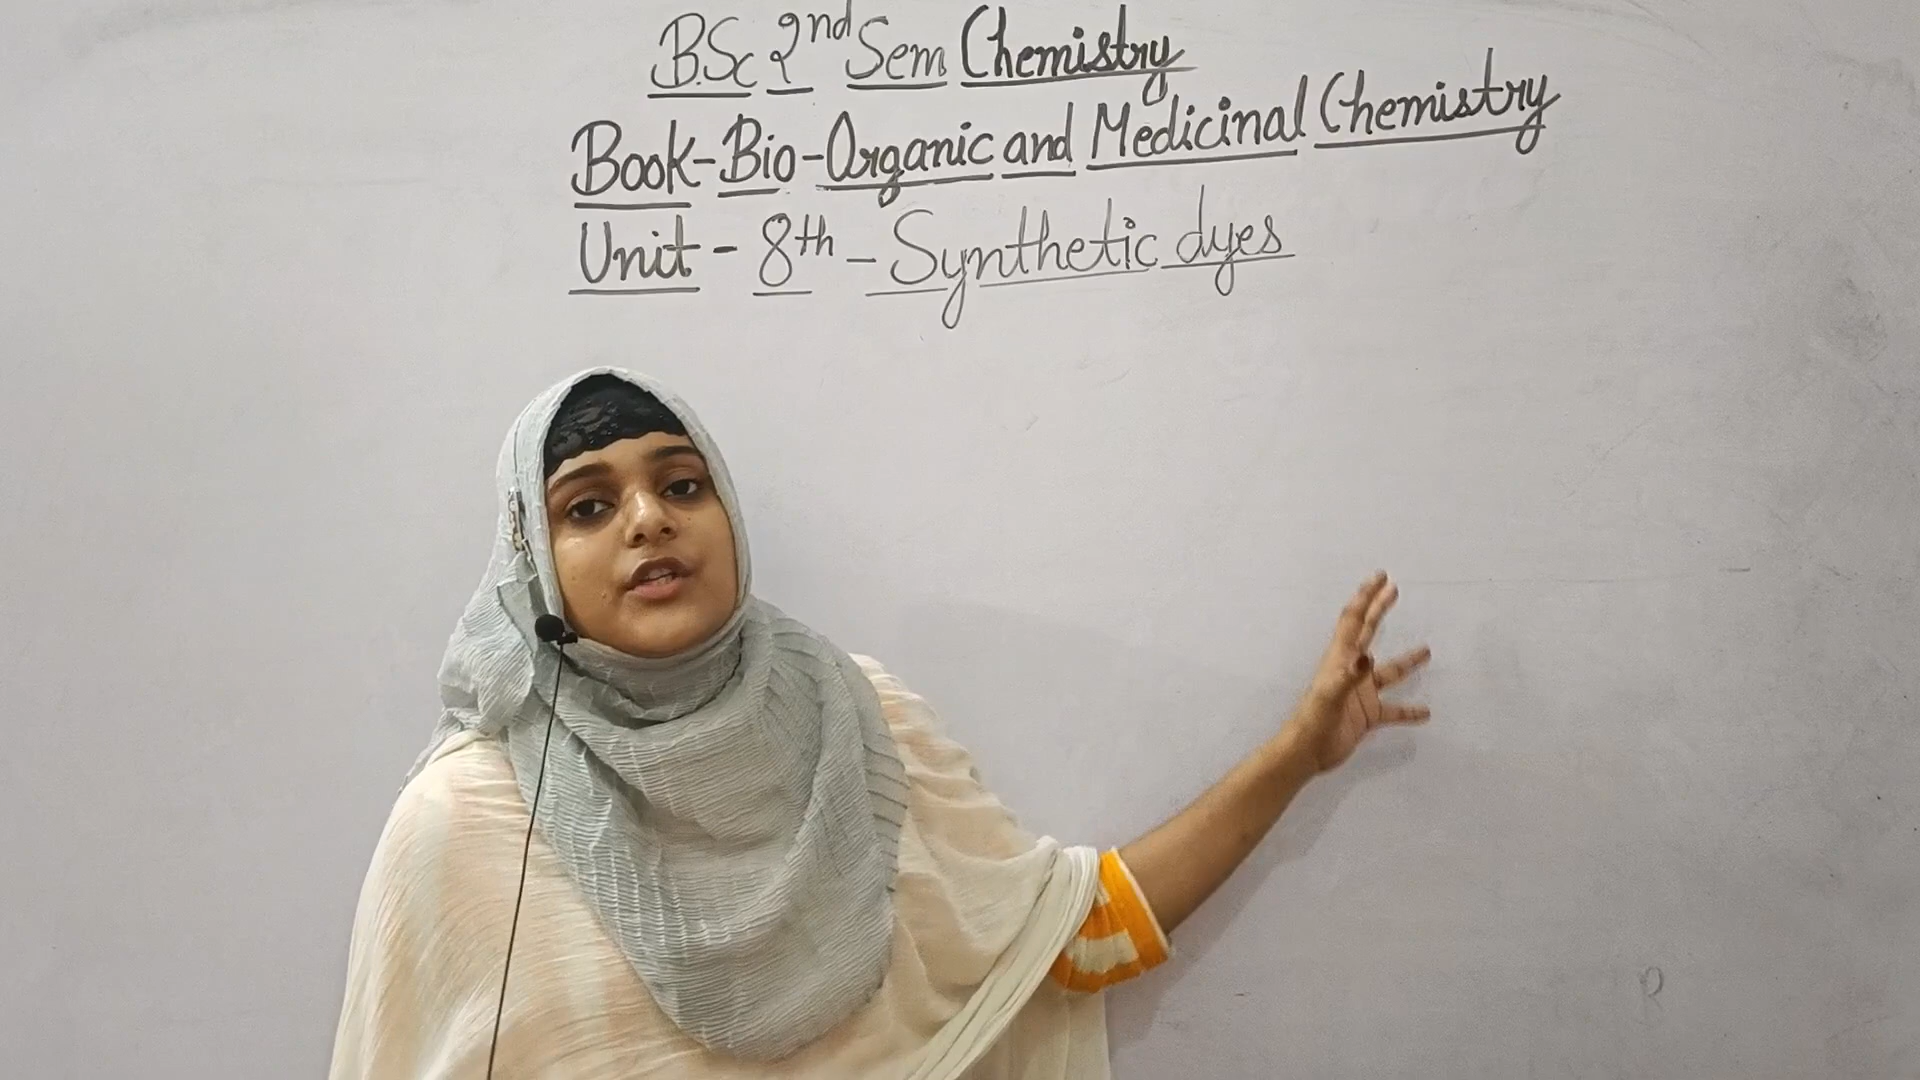 B.Sc 2nd Sem Chemistry
Book-Bio-Organic and Medicinal Chemistry
Unit - 8th - Synthetic dyes